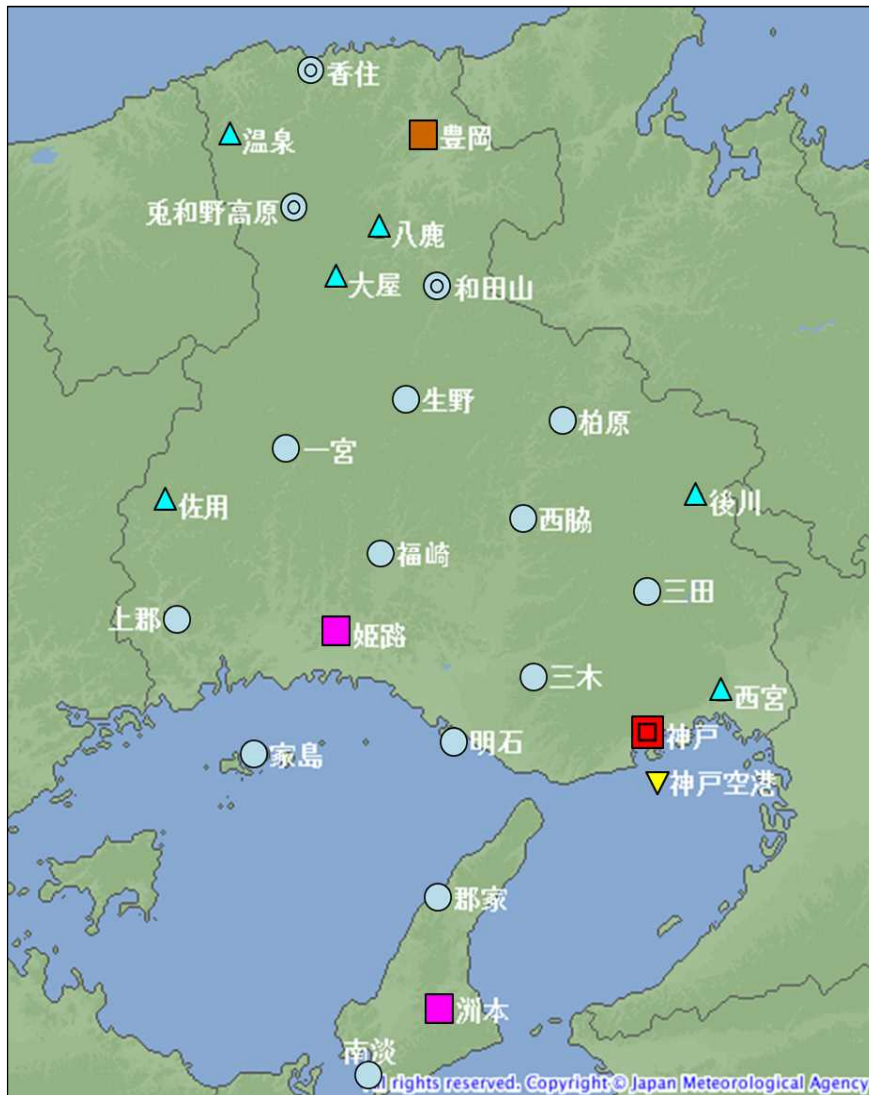 香住
温泉
豊岡
兎和野高原
八鹿
大屋
和田山
生野
柏原
一宮
佐用
後川
西脇
福崎
三田
上郡
姫路
三木
西宮
神戸
明石
家島
神戸空港
郡家
洲本
南淡
All rights reserved. Copyright © Japan Meteorological Agency